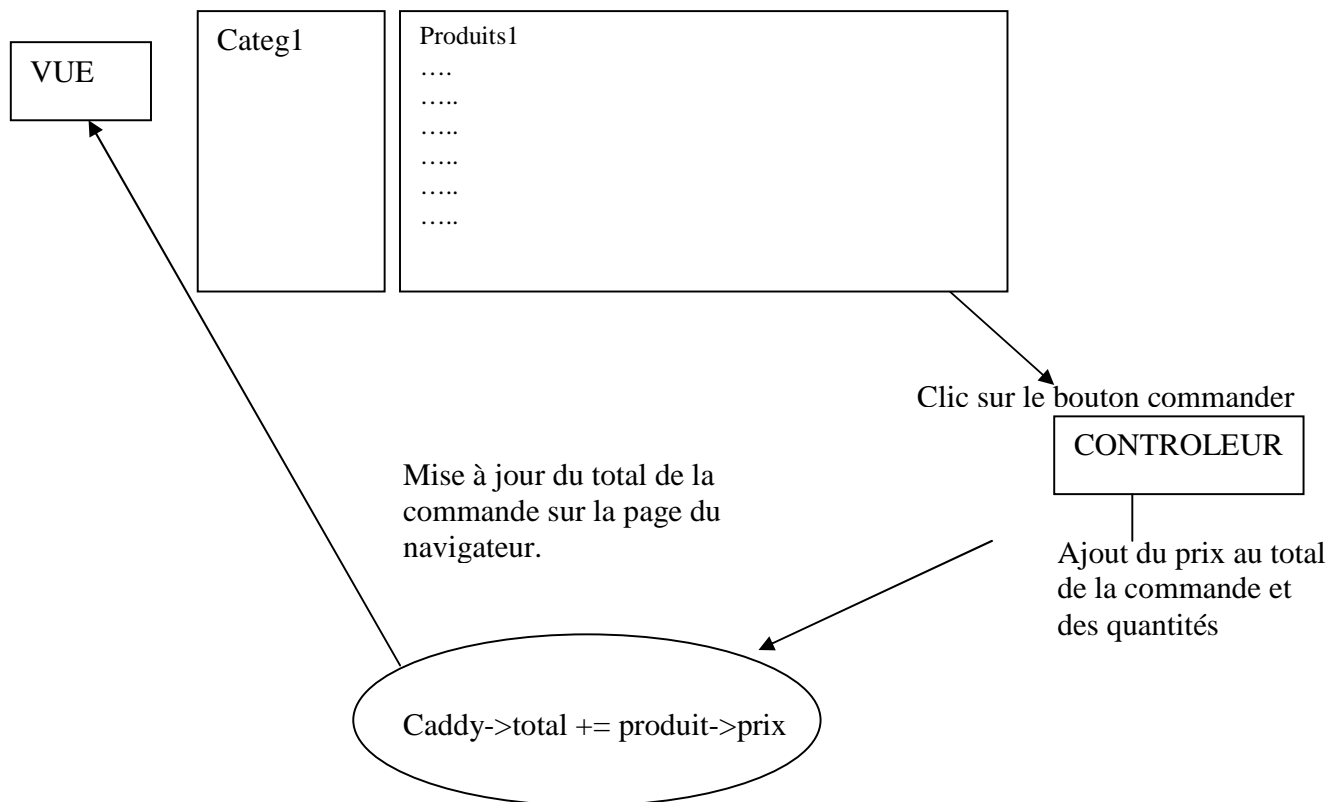 VUE
Categ1
Produits1
….
…..
…..
…..
…..
…..
Clic sur le bouton commander
CONTROLEUR
Mise à jour du total de la
commande sur la page du
navigateur.
Ajout du prix au total
de la commande et
des quantités
Caddy->total += produit->prix